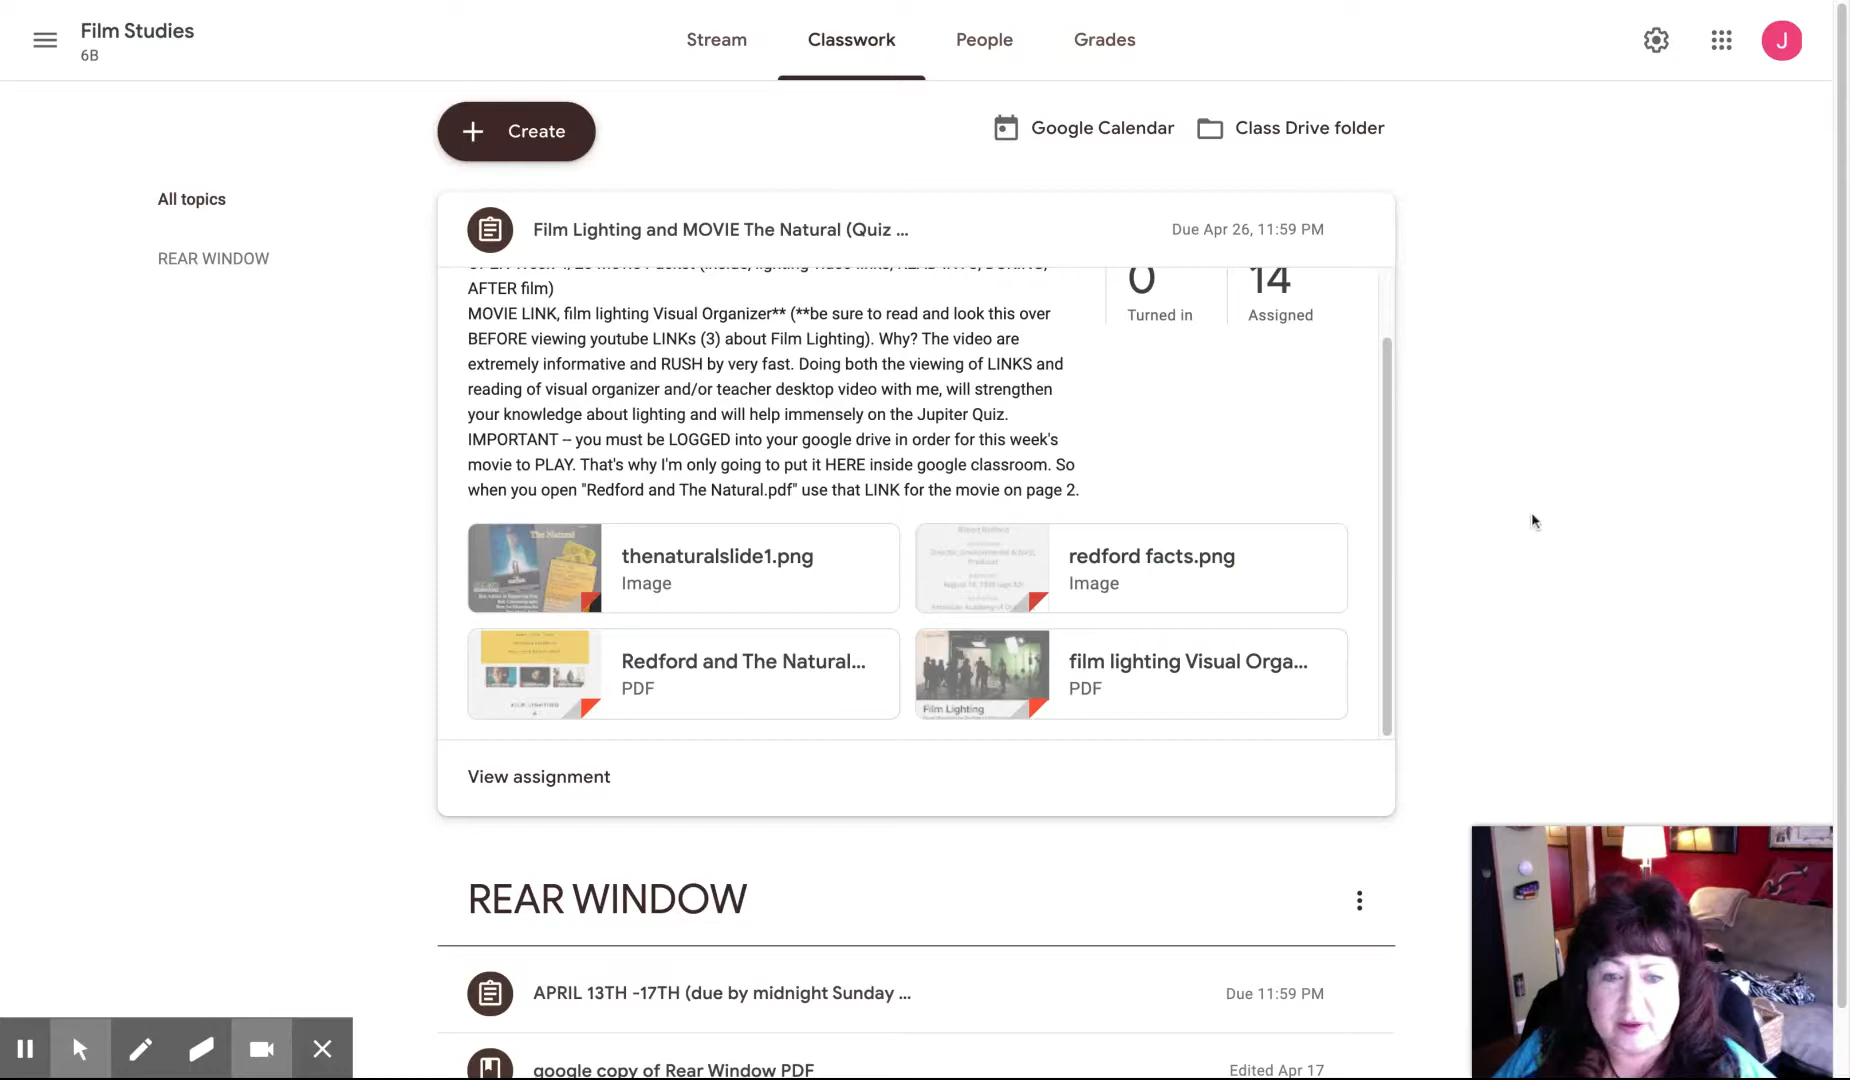 Film Studies
6B
Stream
Classwork
People
Grades
J
Create
Google Calendar
Class Drive folder
All topics
REAR WINDOW
Film Lighting and MOVIE The Natural (Quiz ...
Due Apr 26, 11:59 PM
AFTER film)
MOVIE LINK, film lighting Visual Organizer** (**be sure to read and look this over
BEFORE viewing youtube LINKs (3) about Film Lighting). Why? The video are
extremely informative and RUSH by very fast. Doing both the viewing of LINKS and
reading of visual organizer and/or teacher desktop video with me, will strengthen
your knowledge about lighting and will help immensely on the Jupiter Quiz.
IMPORTANT -- you must be LOGGED into your google drive in order for this week's
movie to PLAY. That's why I'm only going to put it HERE inside google classroom. So
when you open "Redford and The Natural.pdf" use that LINK for the movie on page 2.
0
Turned in
14
Assigned
The Natural
thenaturalslide1.png
Image
redford facts.png
Image
Redford and The Natural...
PDF
FILM LIGHTING
film lighting Visual Orga...
PDF
Film Lighting
View assignment
REAR WINDOW
APRIL 13TH -17TH (due by midnight Sunday ...
Due 11:59 PM
google copy of Rear Window PDF
Edited Apr 17